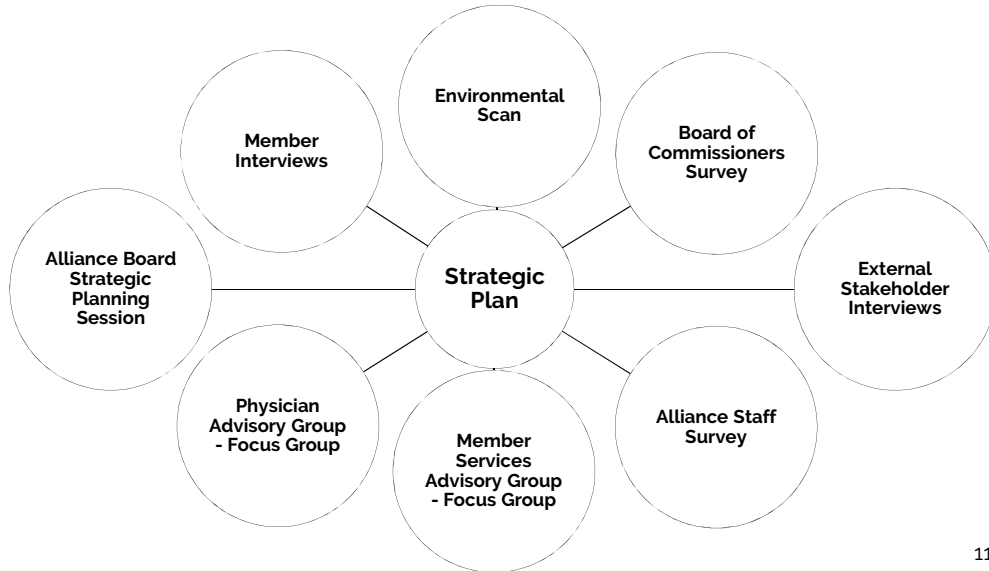 Environmental
Scan
Member
Interviews
Board of
Commissioners
Survey
Alliance Board
Strategic
Planning
Session
Strategic
Plan
External
Stakeholder
Interviews
Physician
Advisory Group
- Focus Group
Member
Services
Advisory Group
- Focus Group
Alliance Staff
Survey
11